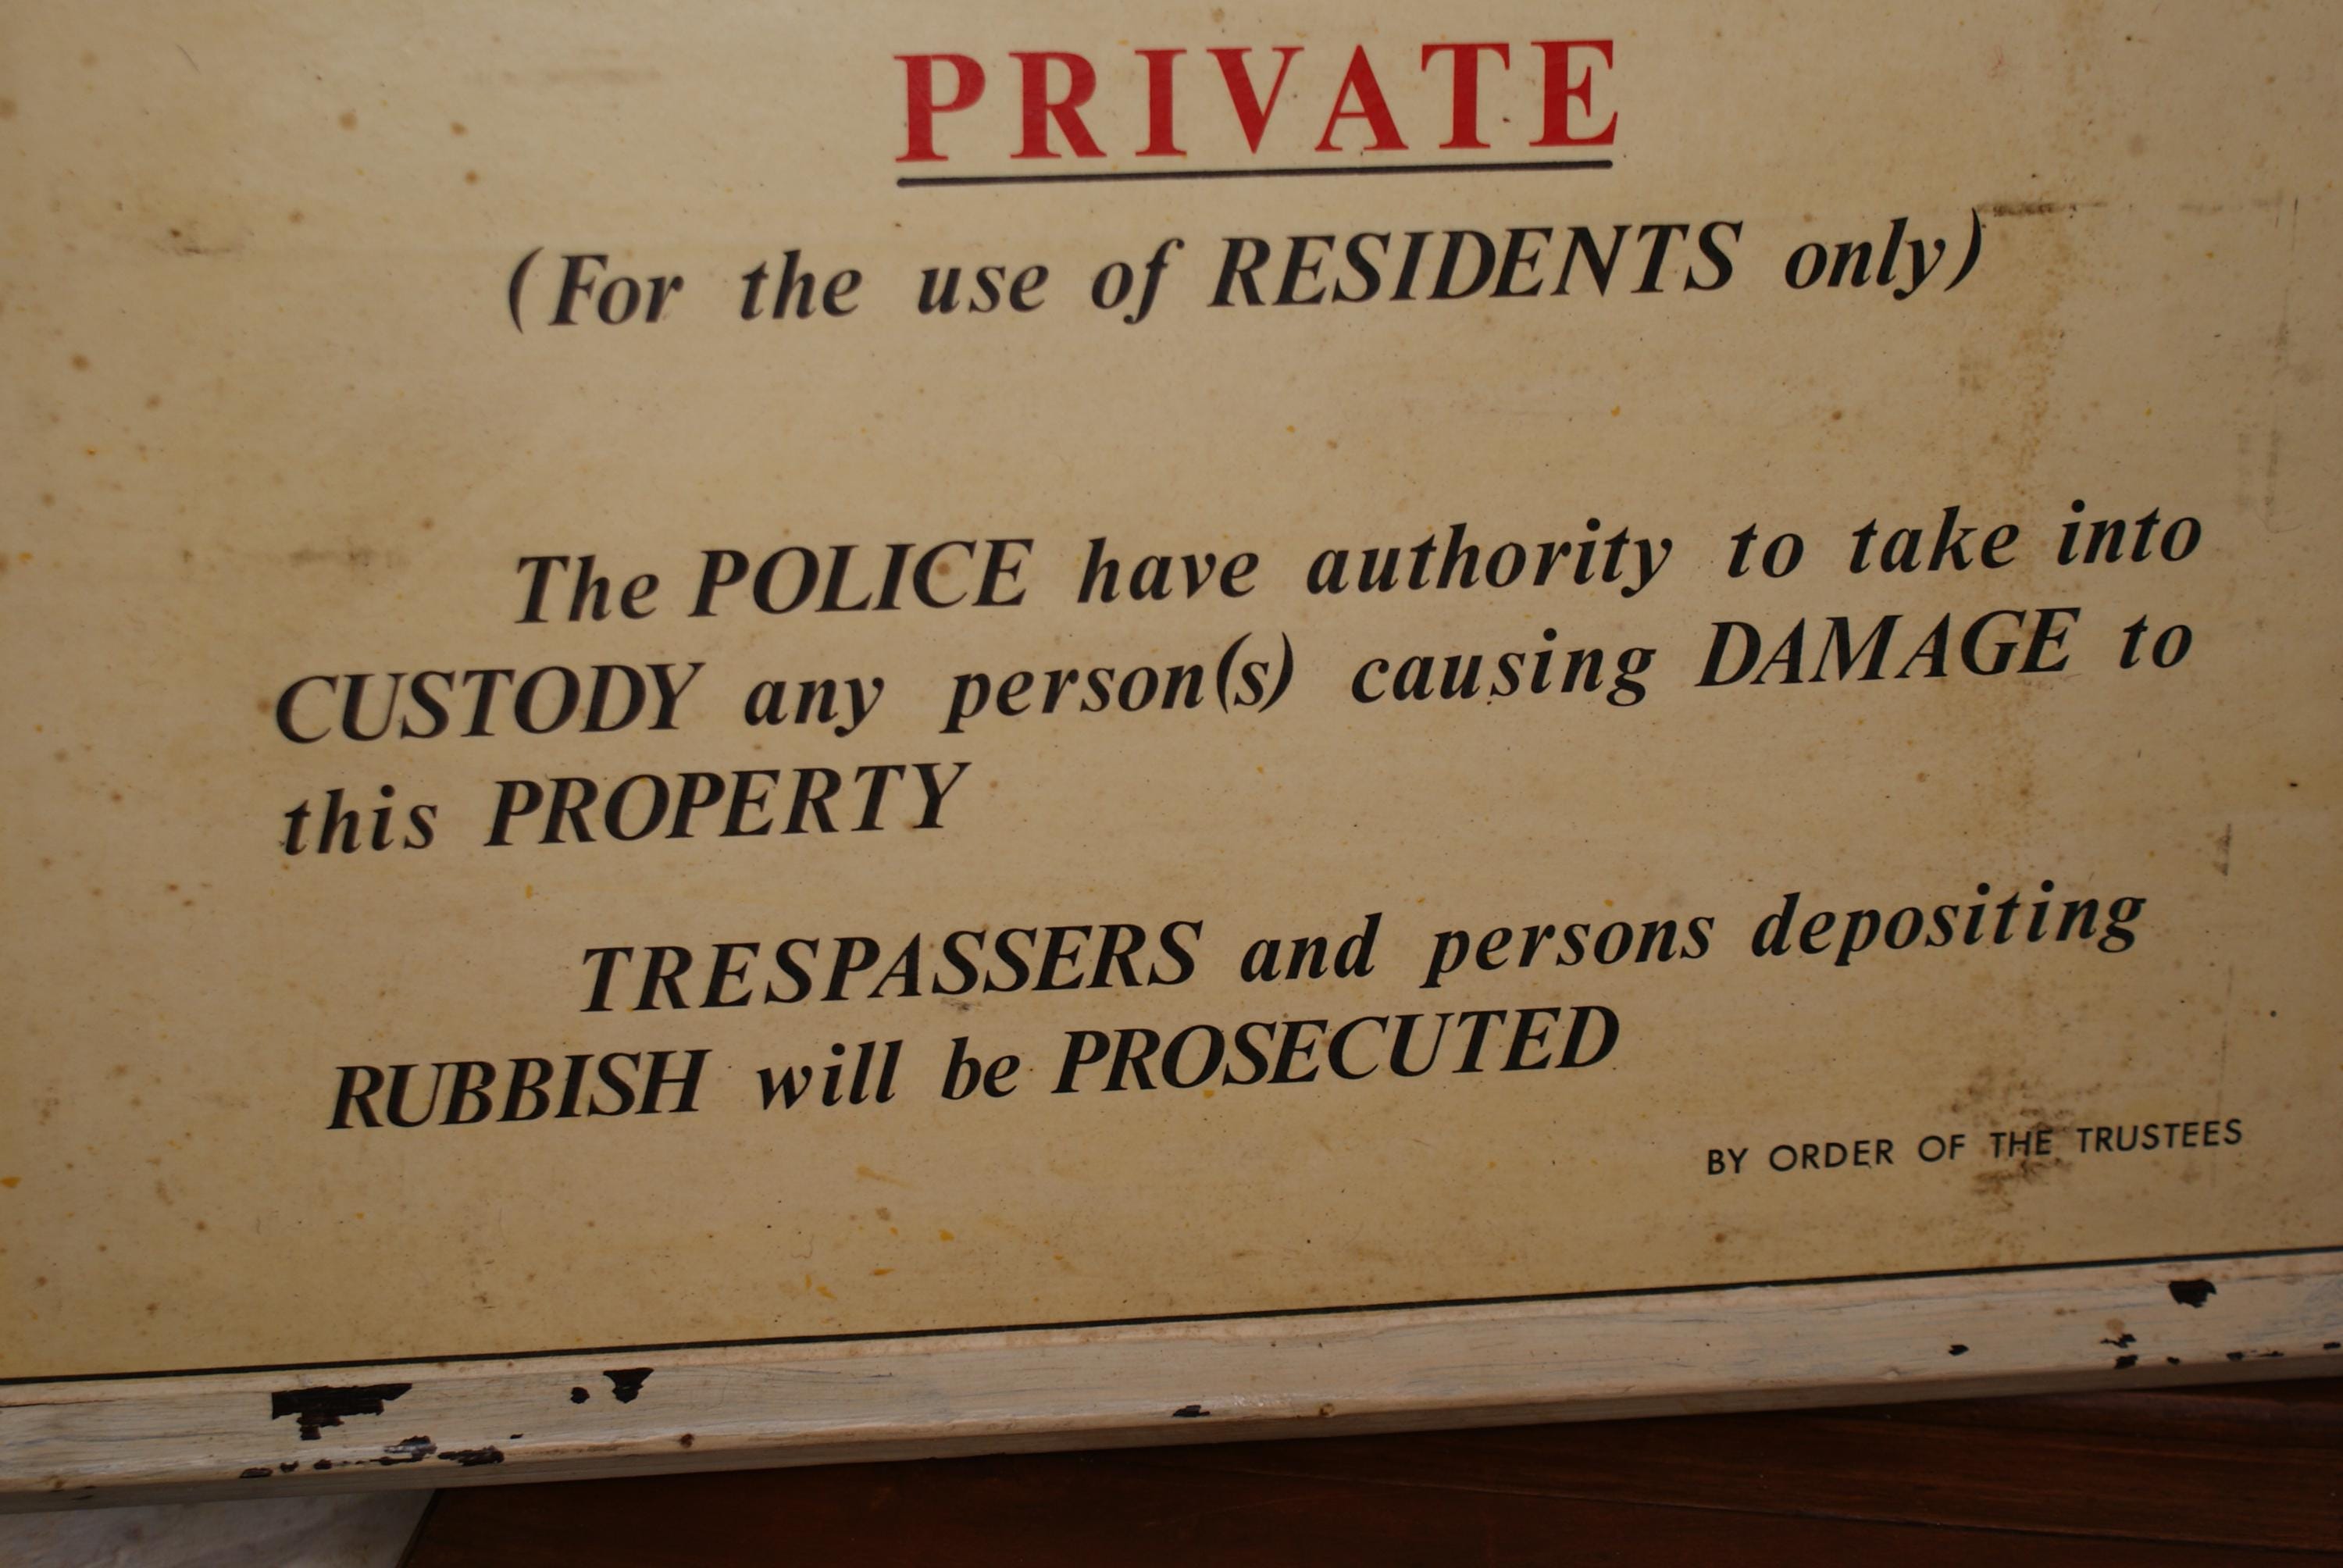 PRIVATE
(For the use of RESIDENTS only)
The POLICE have authority to take into
CUSTODY any person(s) causing DAMAGE to
this PROPERTY
TRESPASSERS and persons depositing
RUBBISH will be PROSECUTED
BY ORDER OF THE TRUSTEES